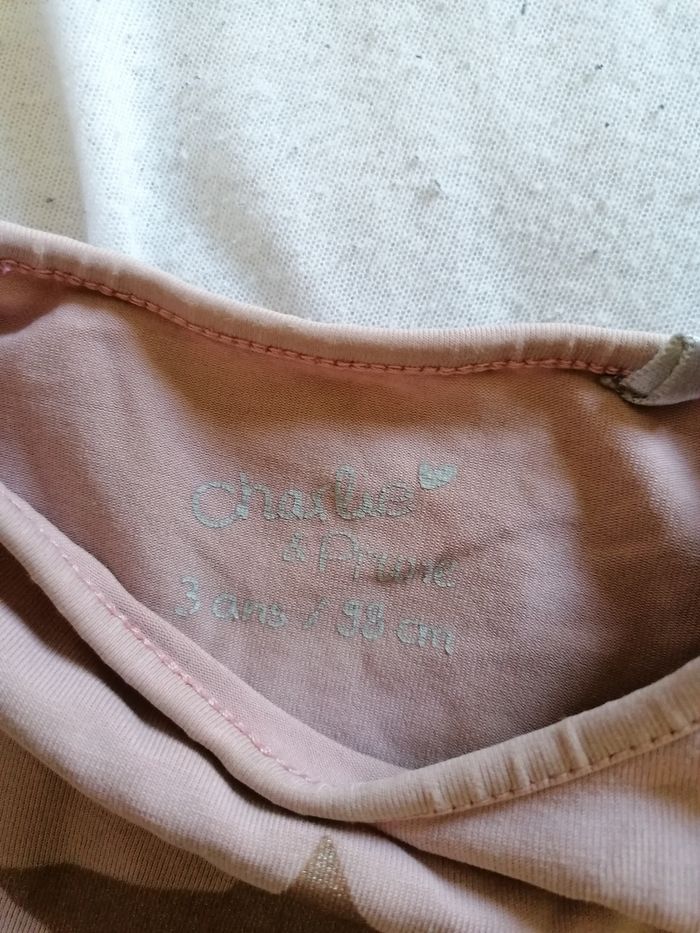 charlie
& Prune
3 ans / 98 cm